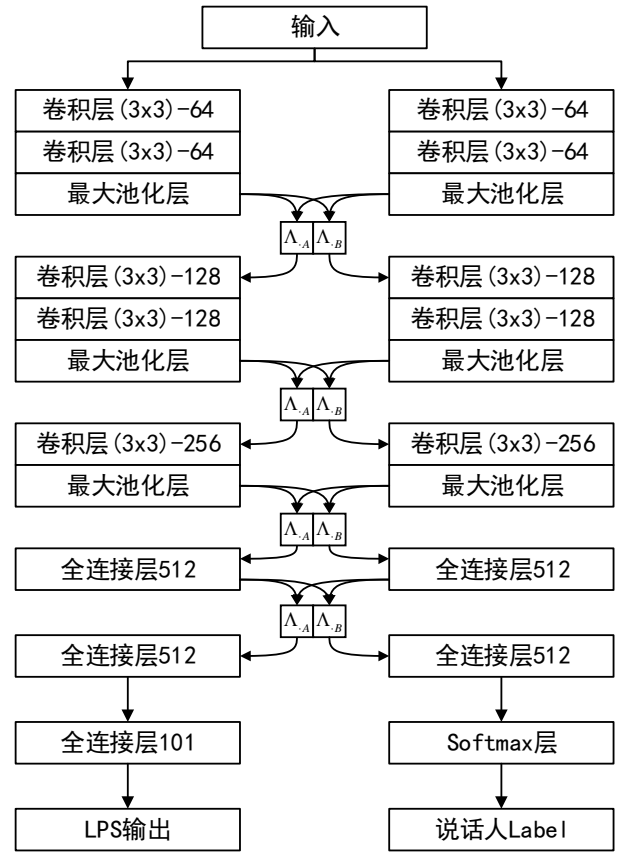 输入
卷积层(3x3)-64
卷积层(3x3)-64
卷积层(3x3)-64
卷积层(3x3)-64
最大池化层
最大池化层
Λ·A Λ·B
卷积层(3x3)-128
卷积层(3x3)-128
卷积层(3x3)-128
卷积层(3x3)-128
最大池化层
最大池化层
Λ·A Λ·B
卷积层(3x3)-256
卷积层(3x3)-256
最大池化层
最大池化层
Λ·A Λ·B
全连接层512
全连接层512
Λ·A Λ·B
全连接层512
全连接层512
全连接层101
Softmax层
LPS输出
说话人Label